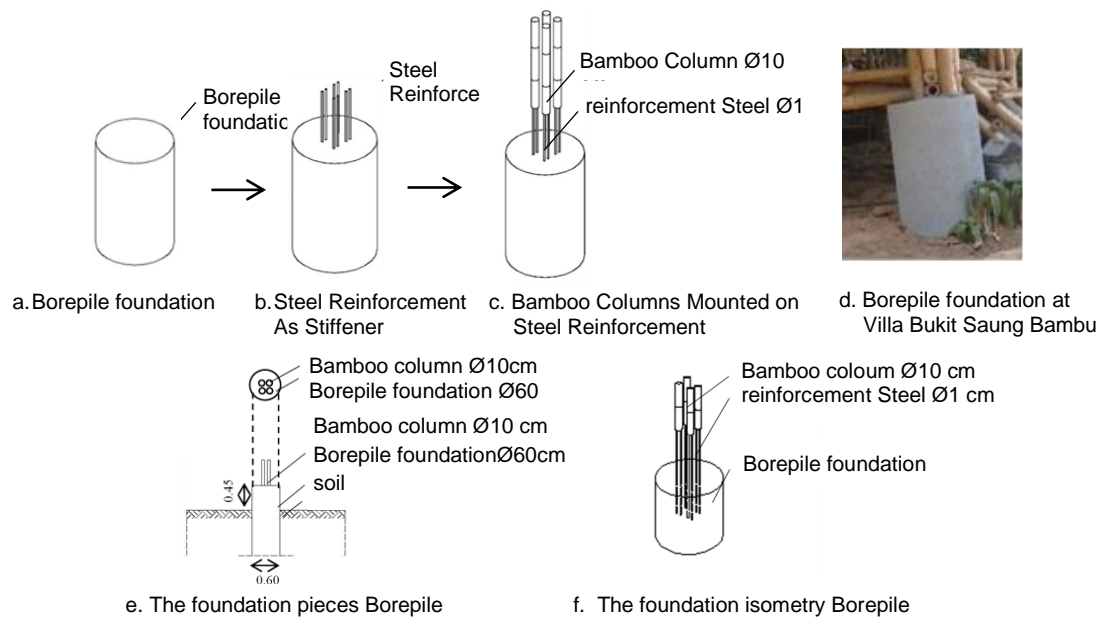 Borepile
foundatic
Steel
Reinforce
Bamboo Column Ø10
reinforcement Steel Ø1
a. Borepile foundation
b. Steel Reinforcement
As Stiffener
c. Bamboo Columns Mounted on
Steel Reinforcement
d. Borepile foundation at
Villa Bukit Saung Bambu
Bamboo column Ø10cm
Borepile foundation Ø60
Bamboo column Ø10 cm
Borepile foundationØ60cm
soil
0.45
0.60
e. The foundation pieces Borepile
Bamboo coloum Ø10 cm
reinforcement Steel Ø1 cm
Borepile foundation
f. The foundation isometry Borepile